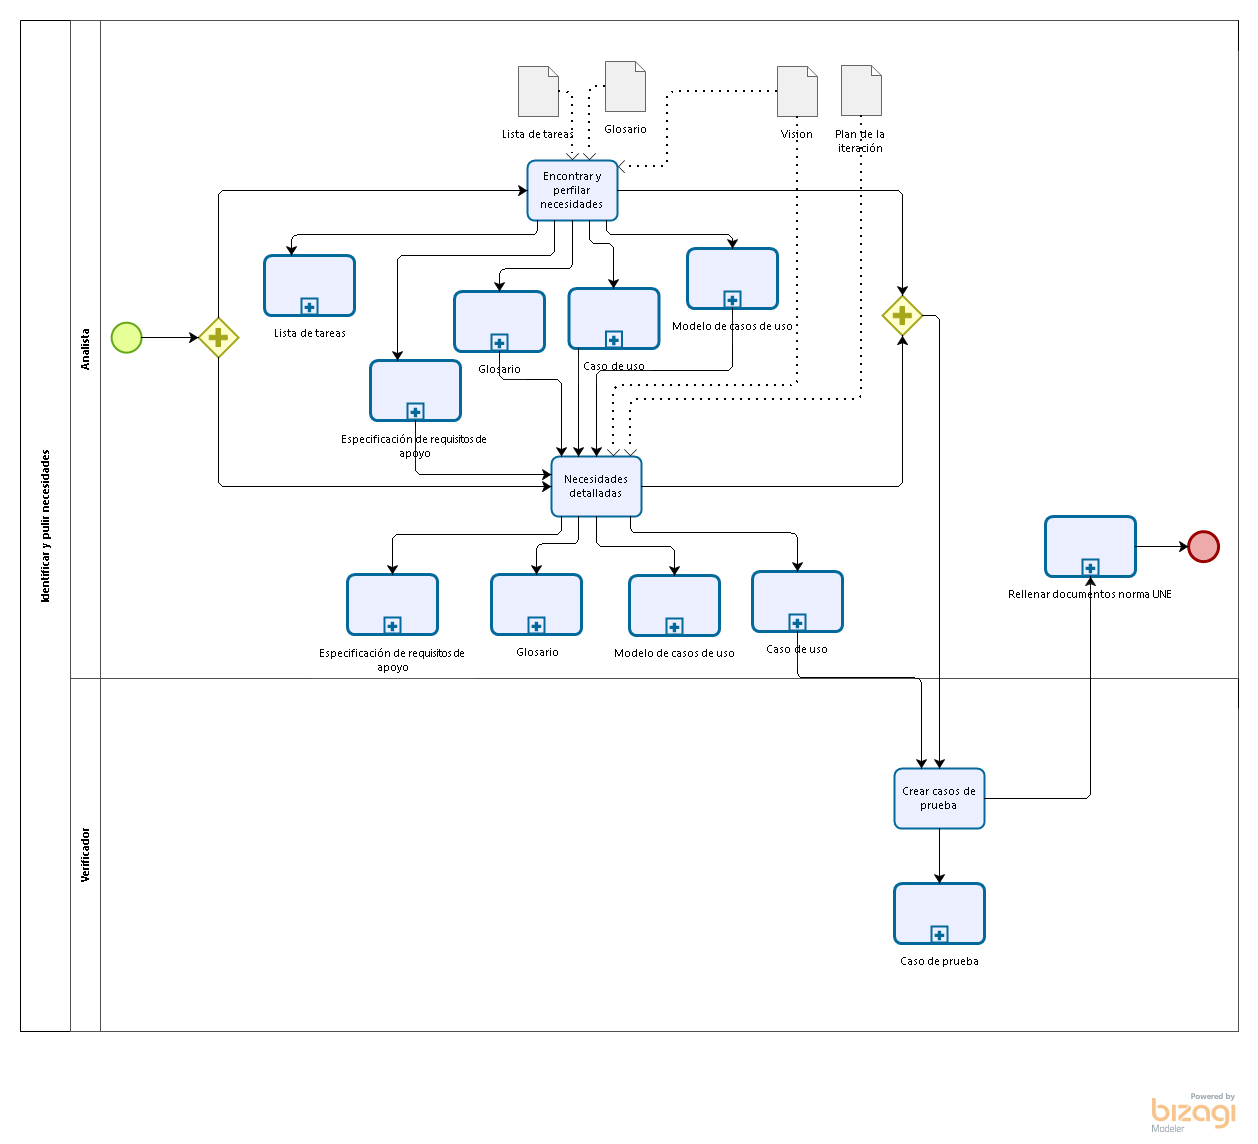 Identificar y pulir necesidades
Analista
Verificador
Lista de tareas
Glosario
Vision
Plan de la
iteración
Encontrar y
perfilar
necesidades
Lista de tareas
Glosario
Caso de uso
Modelo de casos de uso
Especificación de requisitos de
apoyo
Necesidades
detalladas
Especificación de requisitos de
apoyo
Glosario
Modelo de casos de uso
Caso de uso
Rellenar documentos norma UNE
Crear casos de
prueba
Caso de prueba
Powered by
bizagi
Modeler